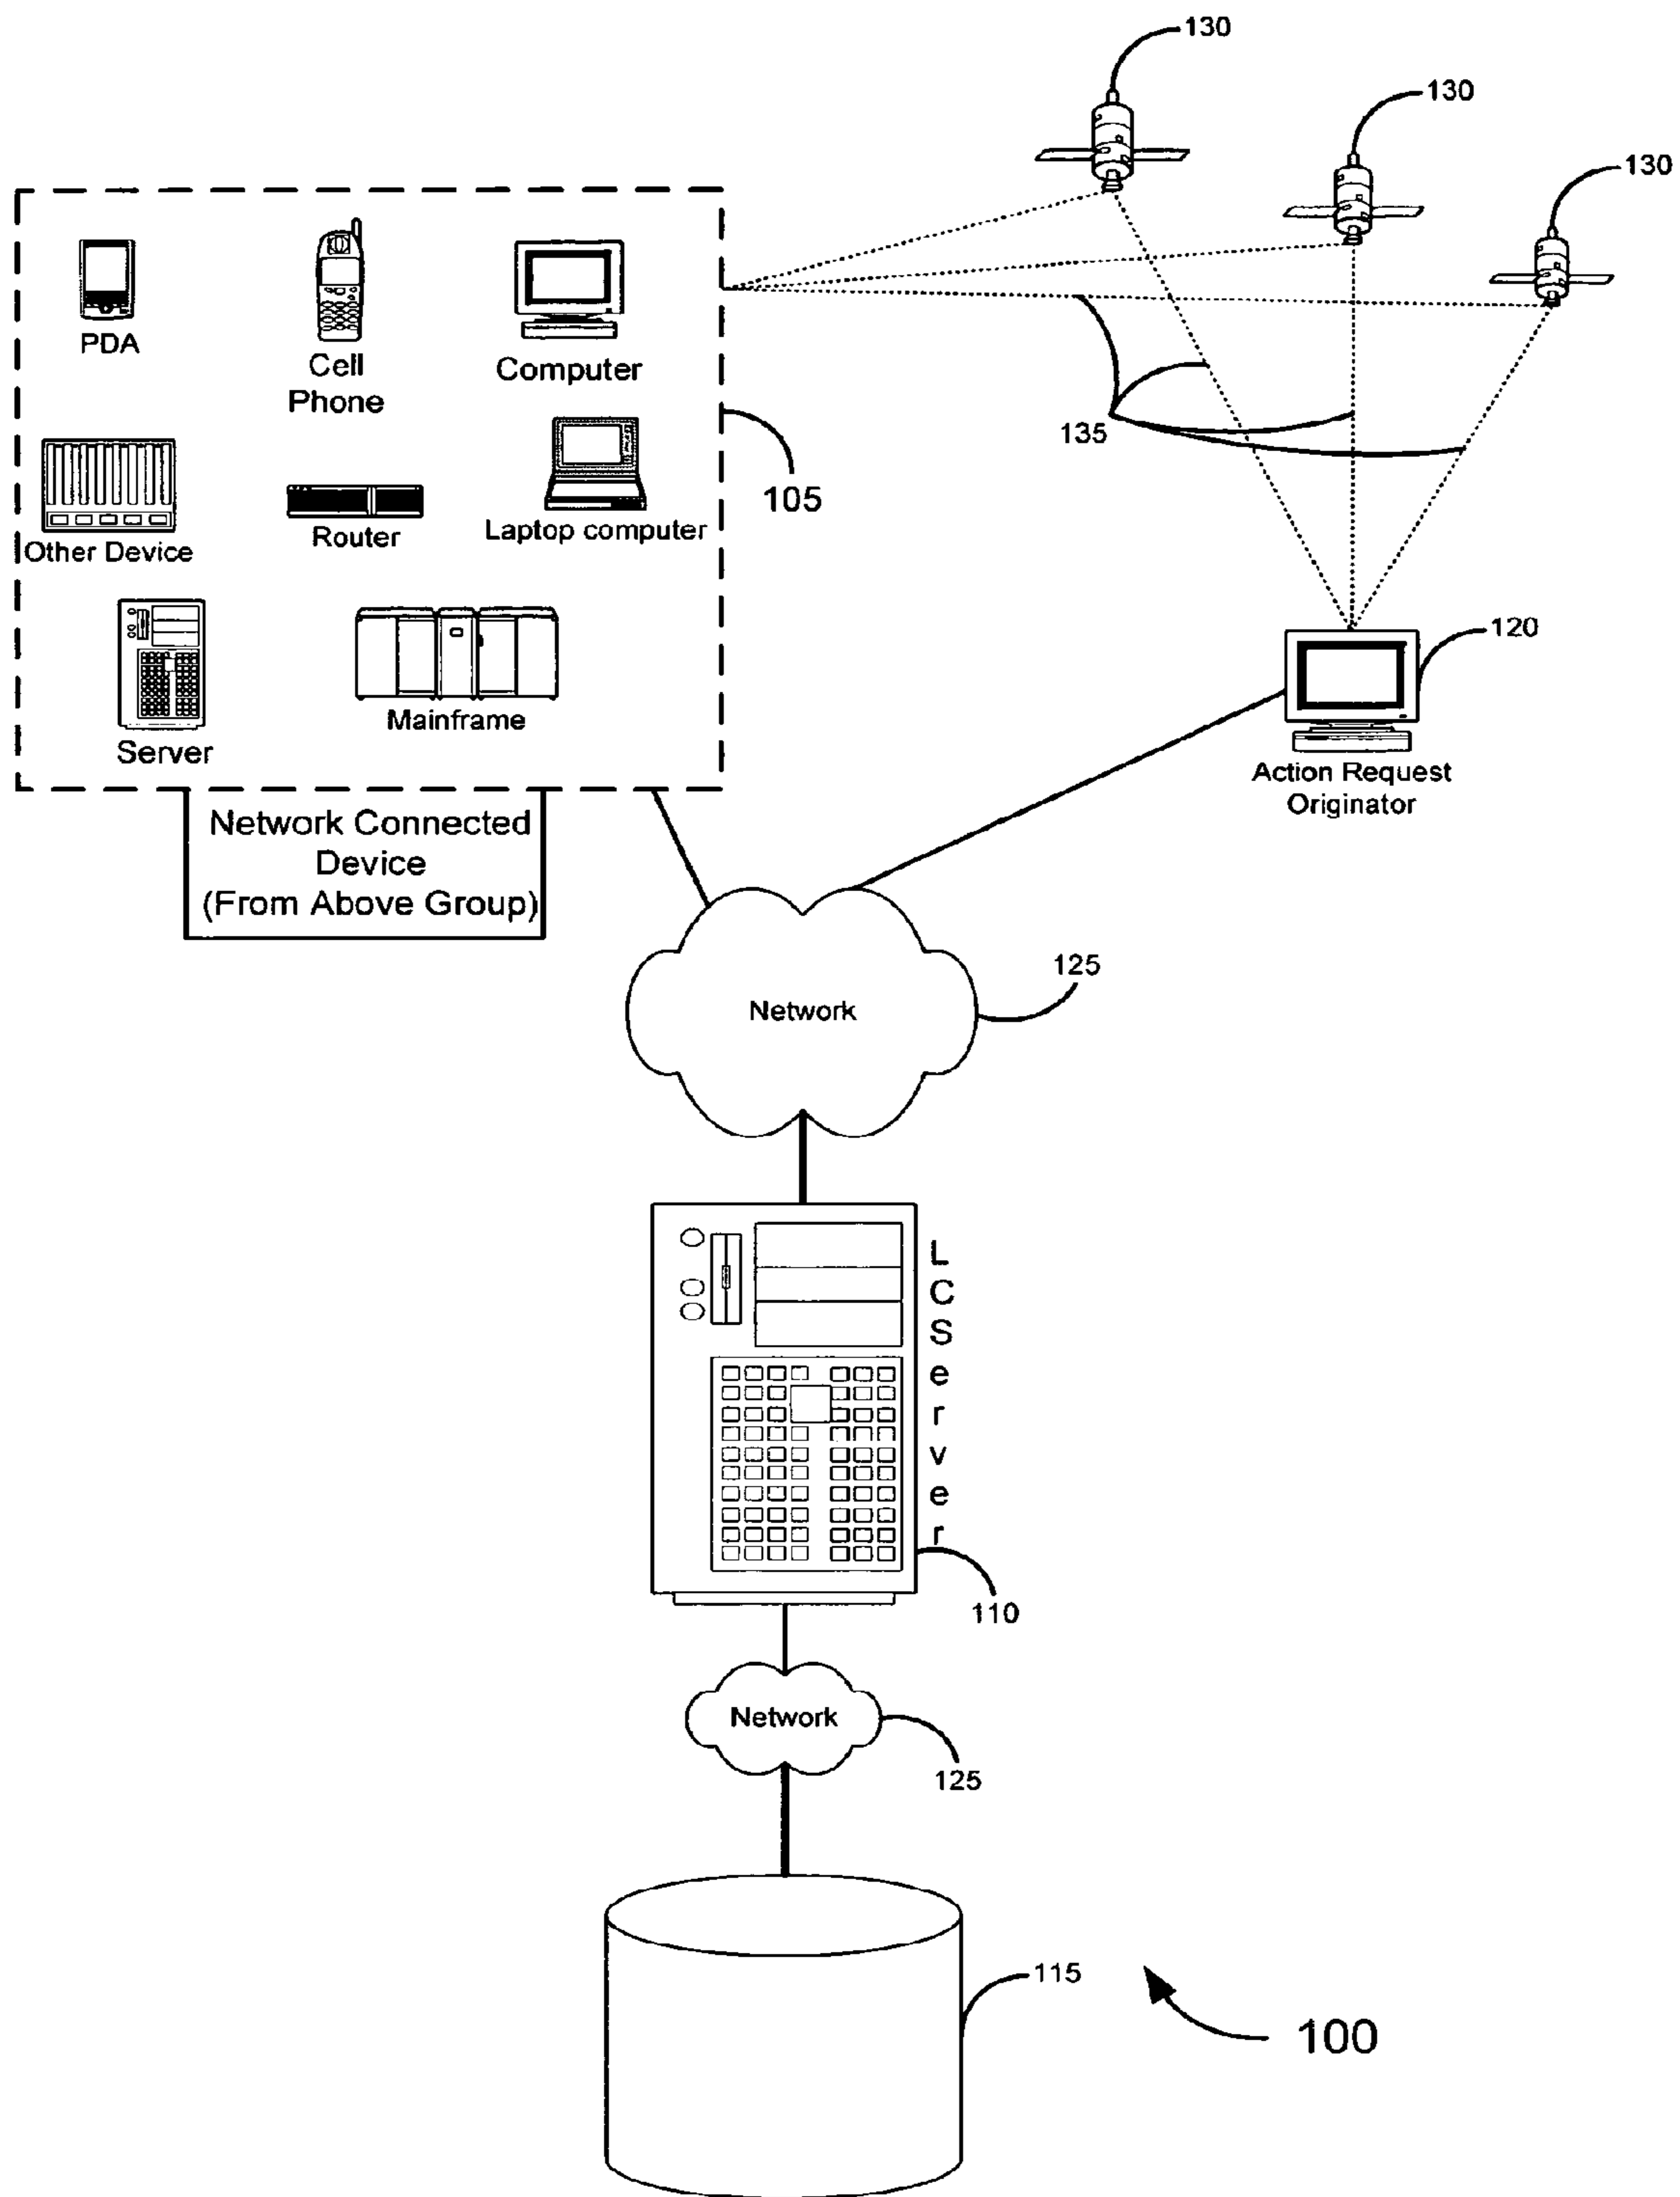 130
130
130
PDA
Cell
Phone
Computer
135
105
Other Device
Router
Laptop computer
120
Server
Mainframe
Action Request
Originator
Network Connected
Device
(From Above Group)
125
Network
LCServer
110
Network
125
115
100